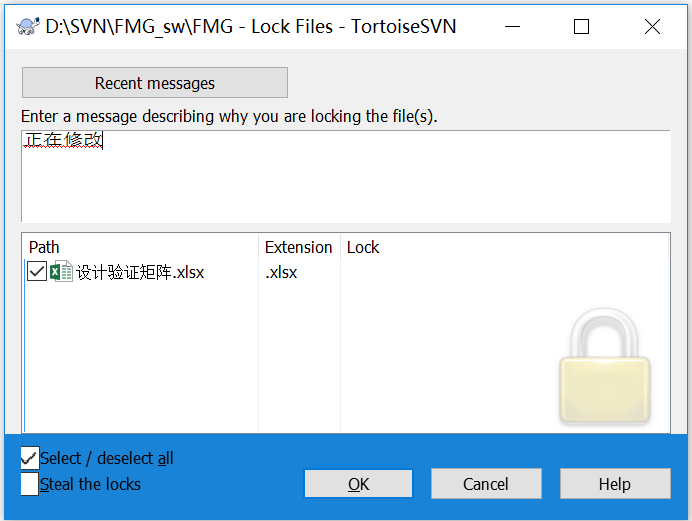 D:\SVN\FMG_sw\FMG - Lock Files - TortoiseSVN
Recent messages
Enter a message describing why you are locking the file(s).
正在修改
Path Extension Lock
设计验证矩阵.xlsx .xlsx
Select / deselect all
Steal the locks
OK Cancel Help